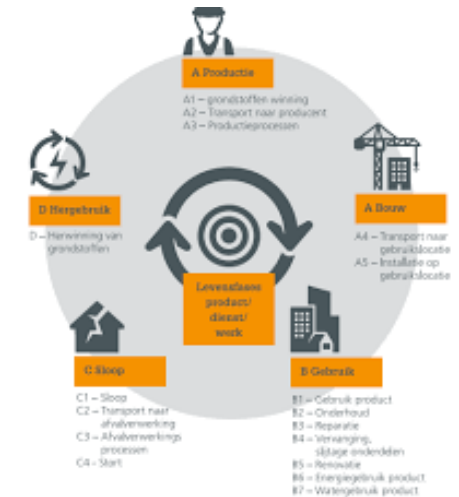 A Productie
A1 – grondstoffen winning
A2 – Transport naar producent
A3 – Productieprocessen
A Bouw
A4 – Transport naar
gebruikslocatie
A5 – Installatie op
gebruikslocatie
B Gebruik
B1 – Gebruik product
B2 – Onderhoud
B3 – Reparatie
B4 – Vervanging,
slijtage onderdelen
B5 – Renovatie
B6 – Energiegebruik product
B7 – Watergebruik product
C Sloop
C1 – Sloop
C2 – Transport naar
afvalverwerking
C3 – Afvalverwerkings
processen
C4 – Stort
D Hergebruik
D – Herwinning van
grondstoffen
Levensfases
product/
dienst/
werk